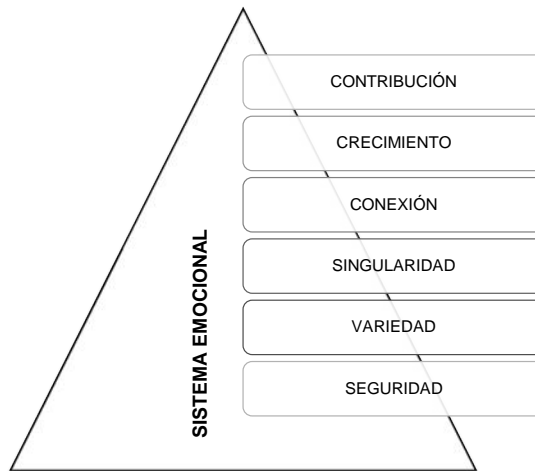 CONTRIBUCIÓN
CRECIMIENTO
CONEXIÓN
SINGULARIDAD
VARIEDAD
SEGURIDAD
SISTEMA EMOCIONAL